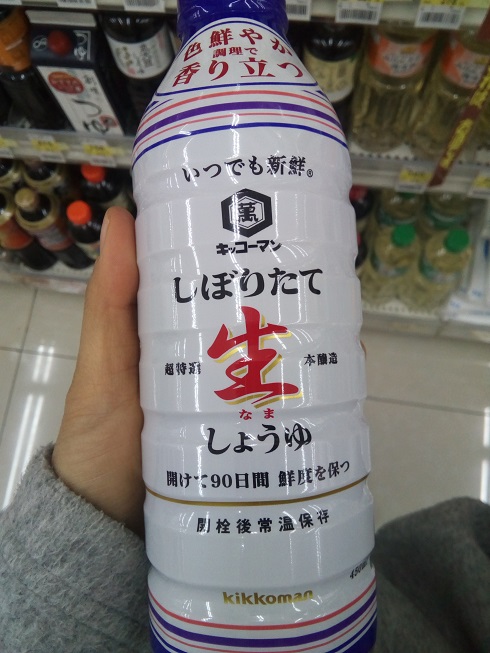 色鮮やか
調理で
香り立つ
いつでも新鮮®
萬
キッコーマン
しぼりたて
超特選 生 本醸造
なま
しょうゆ
開けて90日間 鮮度を保つ
開栓後常温保存
kikkoman